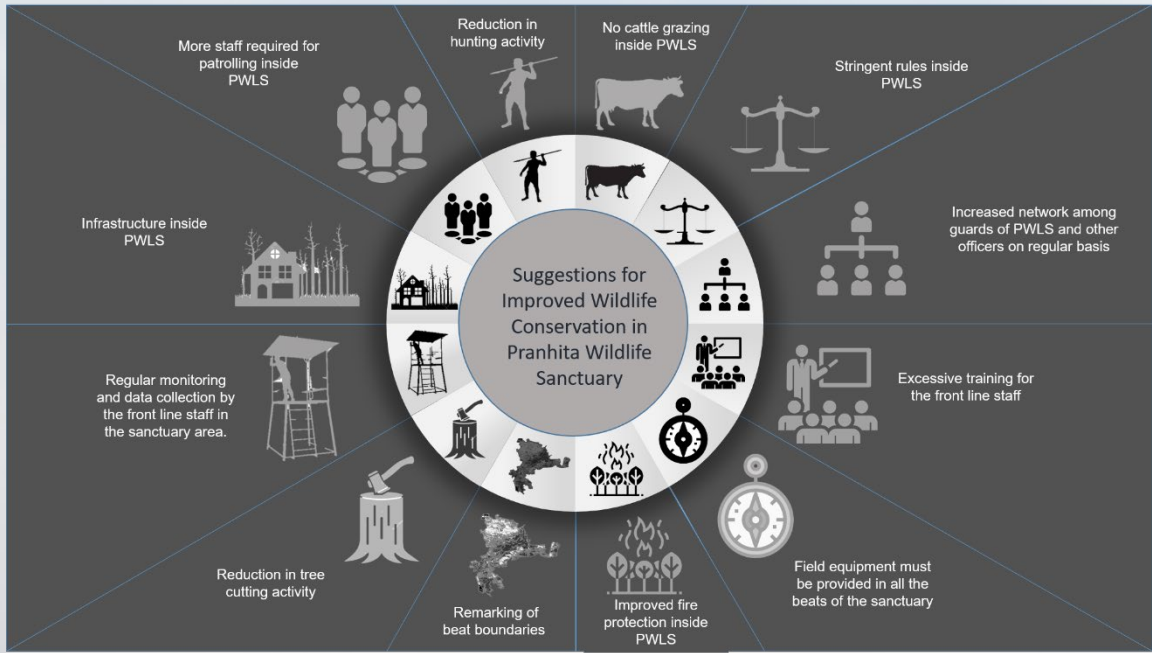 Suggestions for
Improved Wildlife
Conservation in
Pranhita Wildlife
Sanctuary
No cattle grazing
inside PWLS
Stringent rules inside
PWLS
Increased network among
guards of PWLS and other
officers on regular basis
Excessive training for
the front line staff
Field equipment must
be provided in all the
beats of the sanctuary
Improved fire
protection inside
PWLS
Remarking of
beat boundaries
Reduction in tree
cutting activity
Regular monitoring
and data collection by
the front line staff in
the sanctuary area.
Infrastructure inside
PWLS
More staff required for
patrolling inside
PWLS
Reduction in
hunting activity